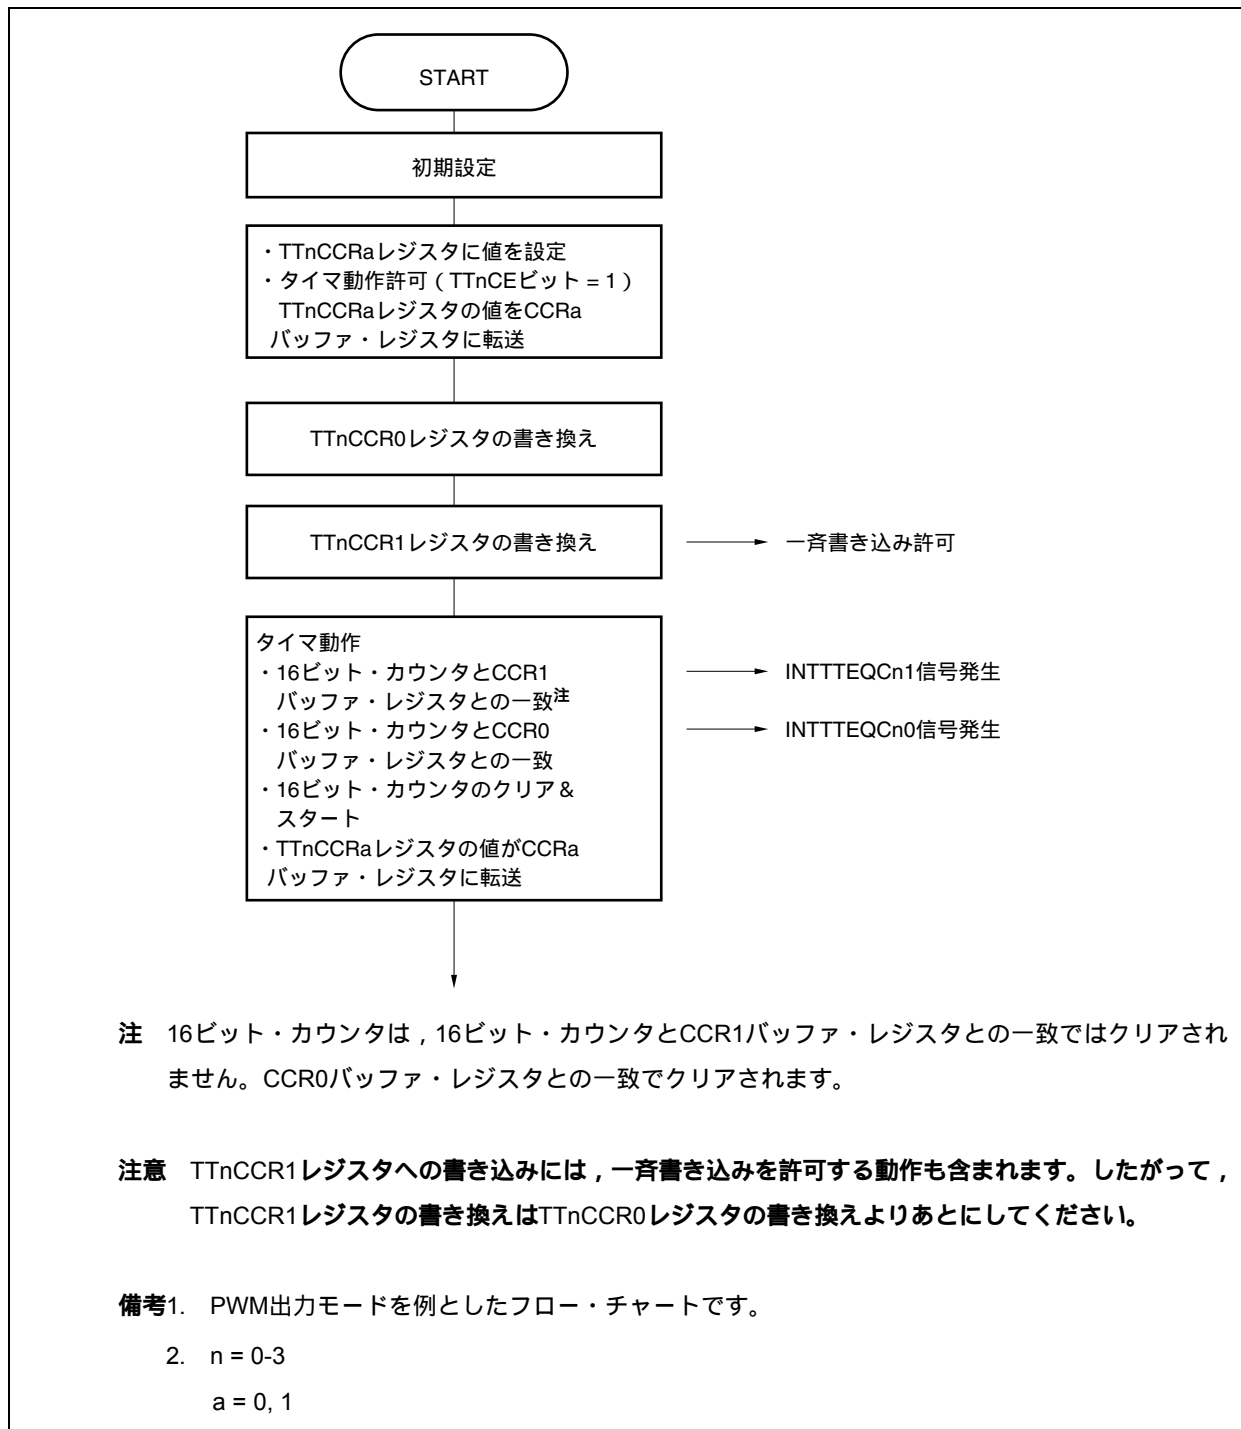 START
初期設定
・TTnCCRaレジスタに値を設定
・タイマ動作許可（TTnCEビット = 1）
TTnCCRaレジスタの値をCCRa
バッファ・レジスタに転送
TTnCCR0レジスタの書き換え
TTnCCR1レジスタの書き換え
一斉書き込み許可
タイマ動作
・16ビット・カウンタとCCR1
バッファ・レジスタとの一致注
・16ビット・カウンタとCCR0
バッファ・レジスタとの一致
・16ビット・カウンタのクリア＆
スタート
・TTnCCRaレジスタの値がCCRa
バッファ・レジスタに転送
INTTTEQCn1信号発生
INTTTEQCn0信号発生
注 16ビット・カウンタは，16ビット・カウンタとCCR1バッファ・レジスタとの一致ではクリアされ
ません。CCR0バッファ・レジスタとの一致でクリアされます。
注意 TTnCCR1レジスタへの書き込みには，一斉書き込みを許可する動作も含まれます。したがって，
TTnCCR1レジスタの書き換えはTTnCCR0レジスタの書き換えよりあとにしてください。
備考1. PWM出力モードを例としたフロー・チャートです。
2. n = 0-3
a = 0, 1